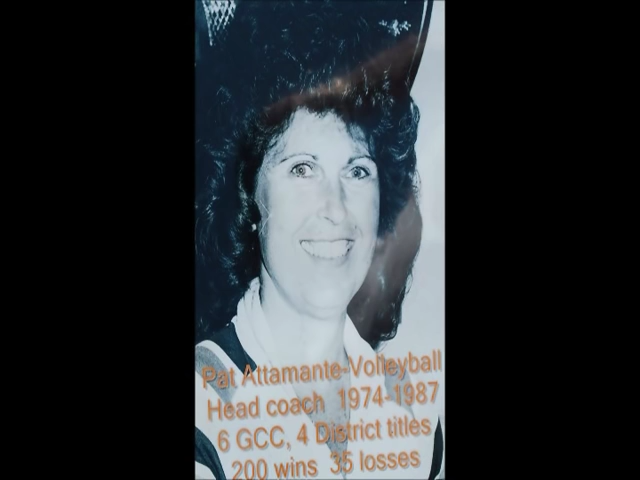 Pat Attamante-Volleyball
Head coach 1974-1987
6 GCC, 4 District titles
200 wins 35 losses